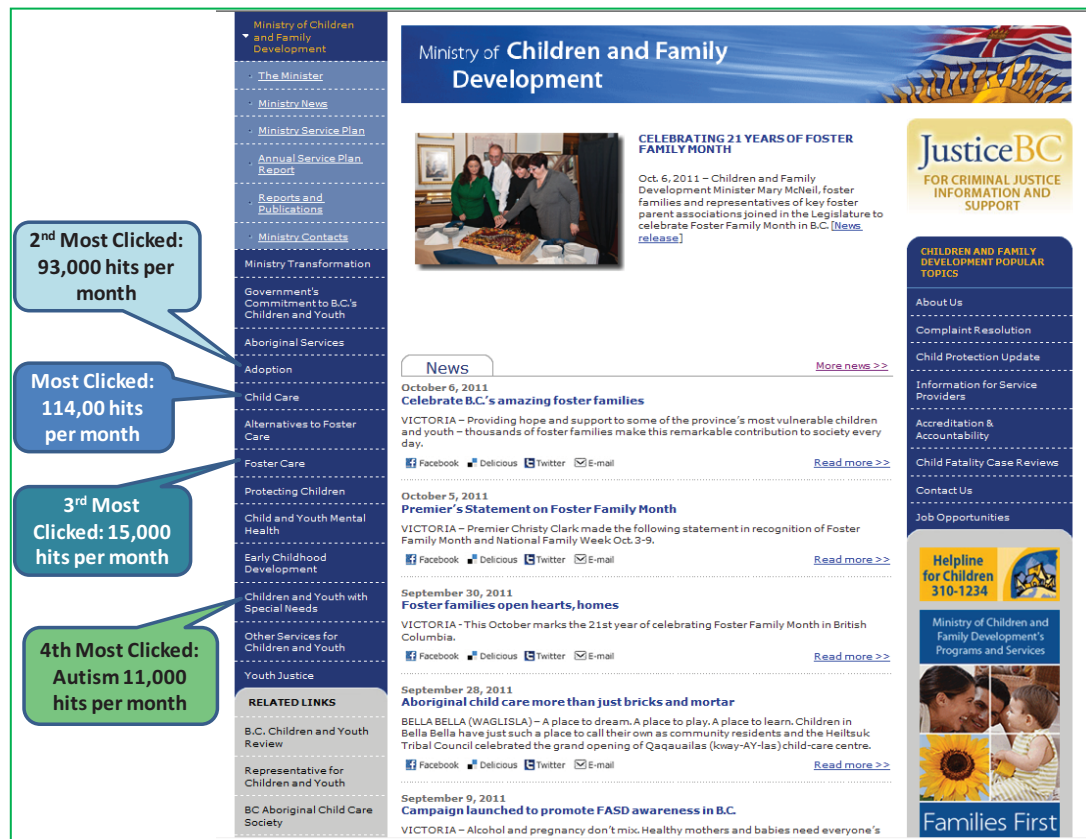 Ministry of Children
and Family
Development
The Minister
Ministry News
Ministry Service Plan
Annual Service Plan
Report
Reports and
Publications
Ministry Contacts
Ministry Transformation
Government's
Commitment to B.C.'s
Children and Youth
Aboriginal Services
Adoption
Child Care
Alternatives to Foster
Care
Foster Care
Protecting Children
Child and Youth Mental
Health
Early Childhood
Development
Children and Youth with
Special Needs
Other Services for
Children and Youth
Youth Justice
RELATED LINKS
B.C. Children and Youth
Review
Representative for
Children and Youth
BC Aboriginal Child Care
Society
2nd Most Clicked:
93,000 hits per
month
Most Clicked:
114,00 hits
per month
3rd Most
Clicked: 15,000
hits per month
4th Most Clicked:
Autism 11,000
hits per month
Ministry of Children and Family
Development
CELEBRATING 21 YEARS OF FOSTER
FAMILY MONTH
Oct. 6, 2011 – Children and Family
Development Minister Mary McNeil, foster
families and representatives of key foster
parent associations joined in the Legislature to
celebrate Foster Family Month in B.C. [News
release]
News
More news >>
October 6, 2011
Celebrate B.C.'s amazing foster families
VICTORIA – Providing hope and support to some of the province's most vulnerable children
and youth – thousands of foster families make this remarkable contribution to society every
day.
Facebook Delicious Twitter E-mail Read more >>
October 5, 2011
Premier's Statement on Foster Family Month
VICTORIA – Premier Christy Clark made the following statement in recognition of Foster
Family Month and National Family Week Oct. 3-9.
Facebook Delicious Twitter E-mail Read more >>
September 30, 2011
Foster families open hearts, homes
VICTORIA - This October marks the 21st year of celebrating Foster Family Month in British
Columbia.
Facebook Delicious Twitter E-mail Read more >>
September 28, 2011
Aboriginal child care more than just bricks and mortar
BELLA BELLA (WAGLISLA) – A place to dream. A place to play. A place to learn. Children in
Bella Bella have just such a place to call their own as community residents and the Heiltsuk
Tribal Council celebrated the grand opening of Qaqauailas (kway-AY-las) child-care centre.
Facebook Delicious Twitter E-mail Read more >>
September 9, 2011
Campaign launched to promote FASD awareness in B.C.
VICTORIA – Alcohol and pregnancy don't mix. Healthy mothers and babies need everyone's
JusticeBC
FOR CRIMINAL JUSTICE
INFORMATION AND
SUPPORT
CHILDREN AND FAMILY
DEVELOPMENT POPULAR
TOPICS
About Us
Complaint Resolution
Child Protection Update
Information for Service
Providers
Accreditation &
Accountability
Child Fatality Case Reviews
Contact Us
Job Opportunities
Helpline
for Children
310-1234
Ministry of Children and
Family Development's
Programs and Services
Families First